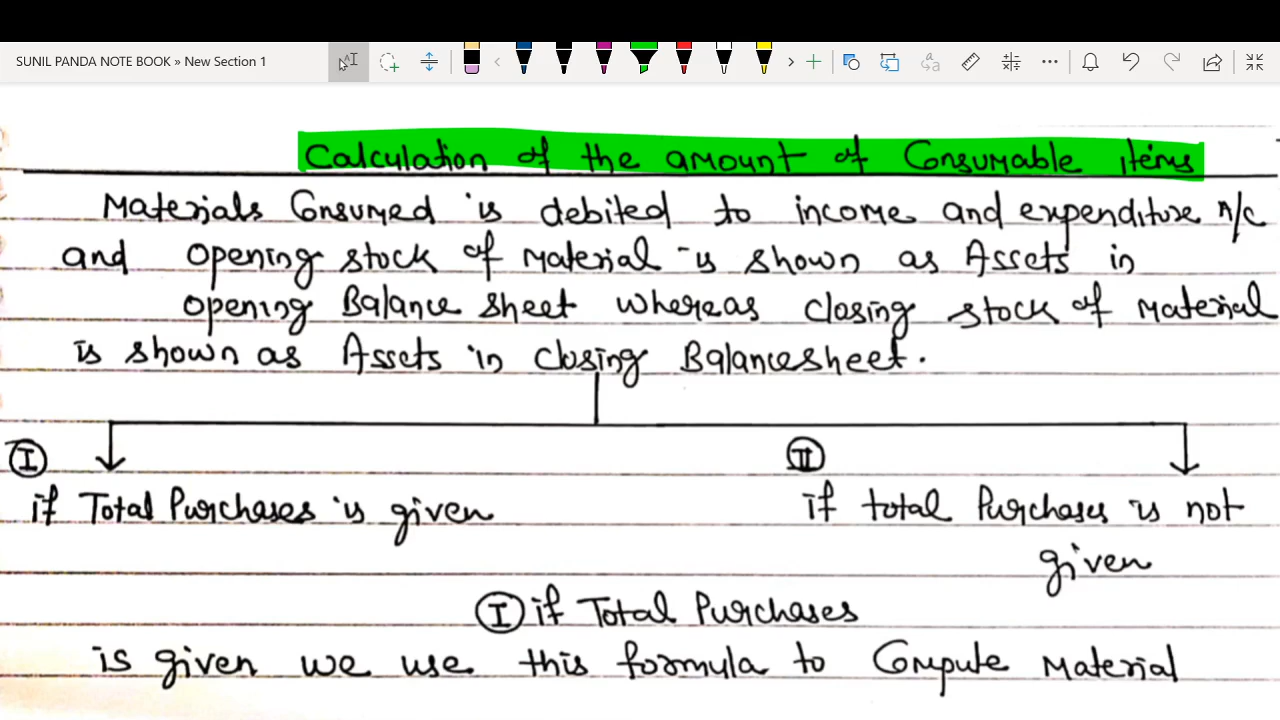 SUNIL PANDA NOTE BOOK » New Section 1
Calculation of the amount of Consumable items
Materials Consumed is debited to income and expenditure A/c
and opening stock of material is shown as Assets in
opening Balance sheet whereas closing stock of material
is shown as Assets in closing Balancesheet.
I
II
if Total Purchases is given
if total Purchases is not
given
I if Total Purchases
is given we use this formula to Compute material